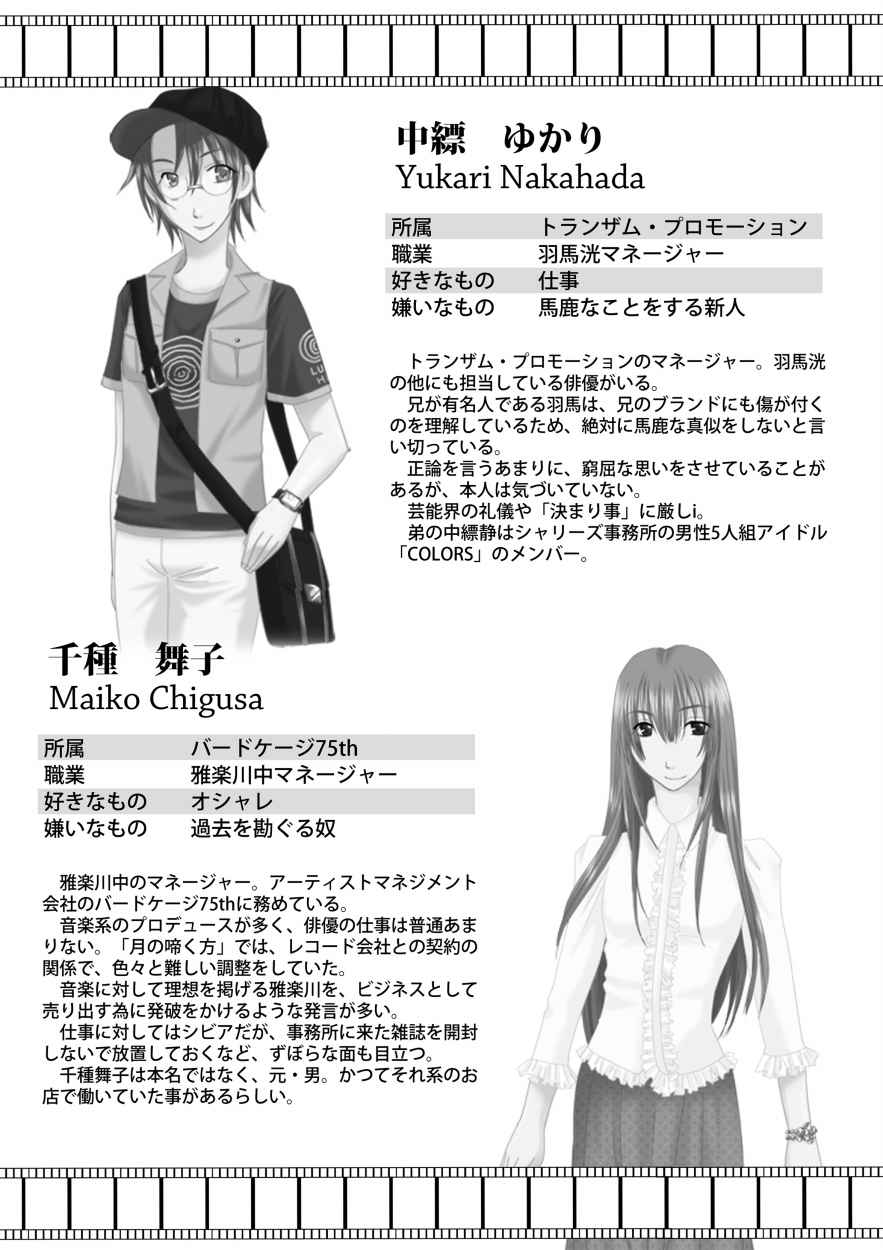 中縹　ゆかり
Yukari Nakahada
所属　トランザム・プロモーション
職業　羽馬洸マネージャー
好きなもの　仕事
嫌いなもの　馬鹿なことをする新人
トランザム・プロモーションのマネージャー。羽馬洸
の他にも担当している俳優がいる。
兄が有名人である羽馬は、兄のブランドにも傷が付く
のを理解しているため、絶対に馬鹿な真似をしないと言
い切っている。
正論を言うあまりに、窮屈な思いをさせていることが
あるが、本人は気づいていない。
芸能界の礼儀や「決まり事」に厳しi。
弟の中縹静はシャリーズ事務所の男性5人組アイドル
「COLORS」のメンバー。
千種　舞子
Maiko Chigusa
所属　バードケージ75th
職業　雅楽川中マネージャー
好きなもの　オシャレ
嫌いなもの　過去を勘ぐる奴
雅楽川中のマネージャー。アーティストマネジメント
会社のバードケージ75thに務めている。
音楽系のプロデュースが多く、俳優の仕事は普通あま
りない。「月の啼く方」では、レコード会社との契約の
関係で、色々と難しい調整をしていた。
音楽に対して理想を掲げる雅楽川を、ビジネスとして
売り出す為に発破をかけるような発言が多い。
仕事に対してはシビアだが、事務所に来た雑誌を開封
しないで放置しておくなど、ずぼらな面も目立つ。
千種舞子は本名ではなく、元・男。かつてそれ系のお
店で働いていた事があるらしい。